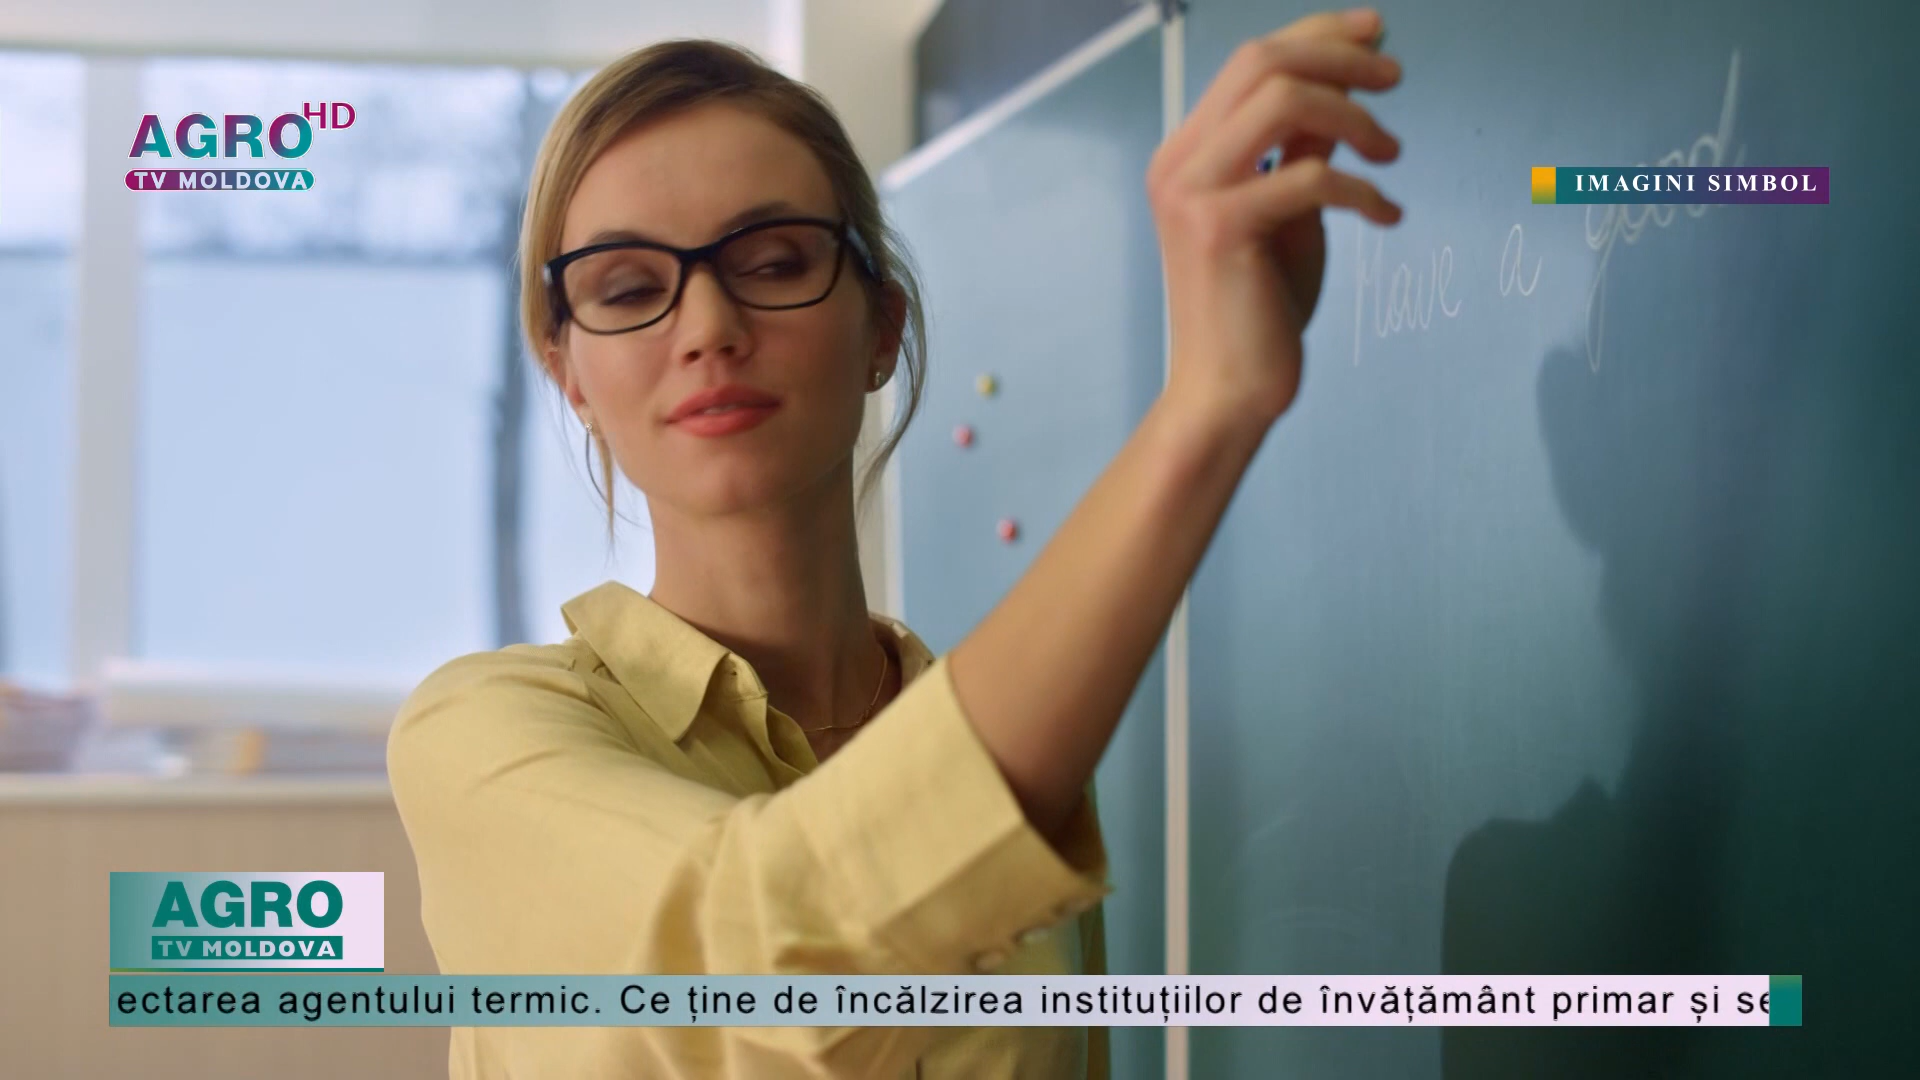 AGRO HD
TV MOLDOVA
IMAGINI SIMBOL
Have a good
AGRO
TV MOLDOVA
ectarea agentului termic. Ce ține de încălzirea instituțiilor de învățământ primar și se